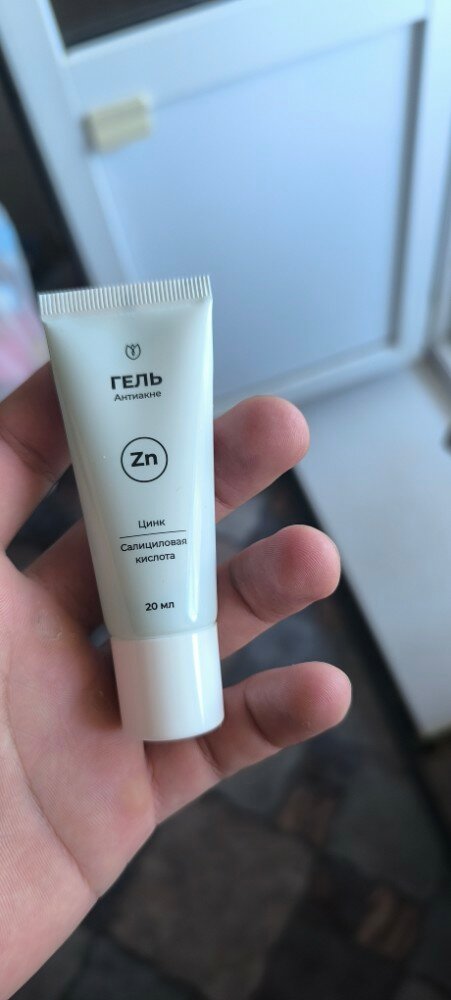 ГЕЛЬ
Антиакне
Zn
Цинк
Салициловая
кислота
20 мл